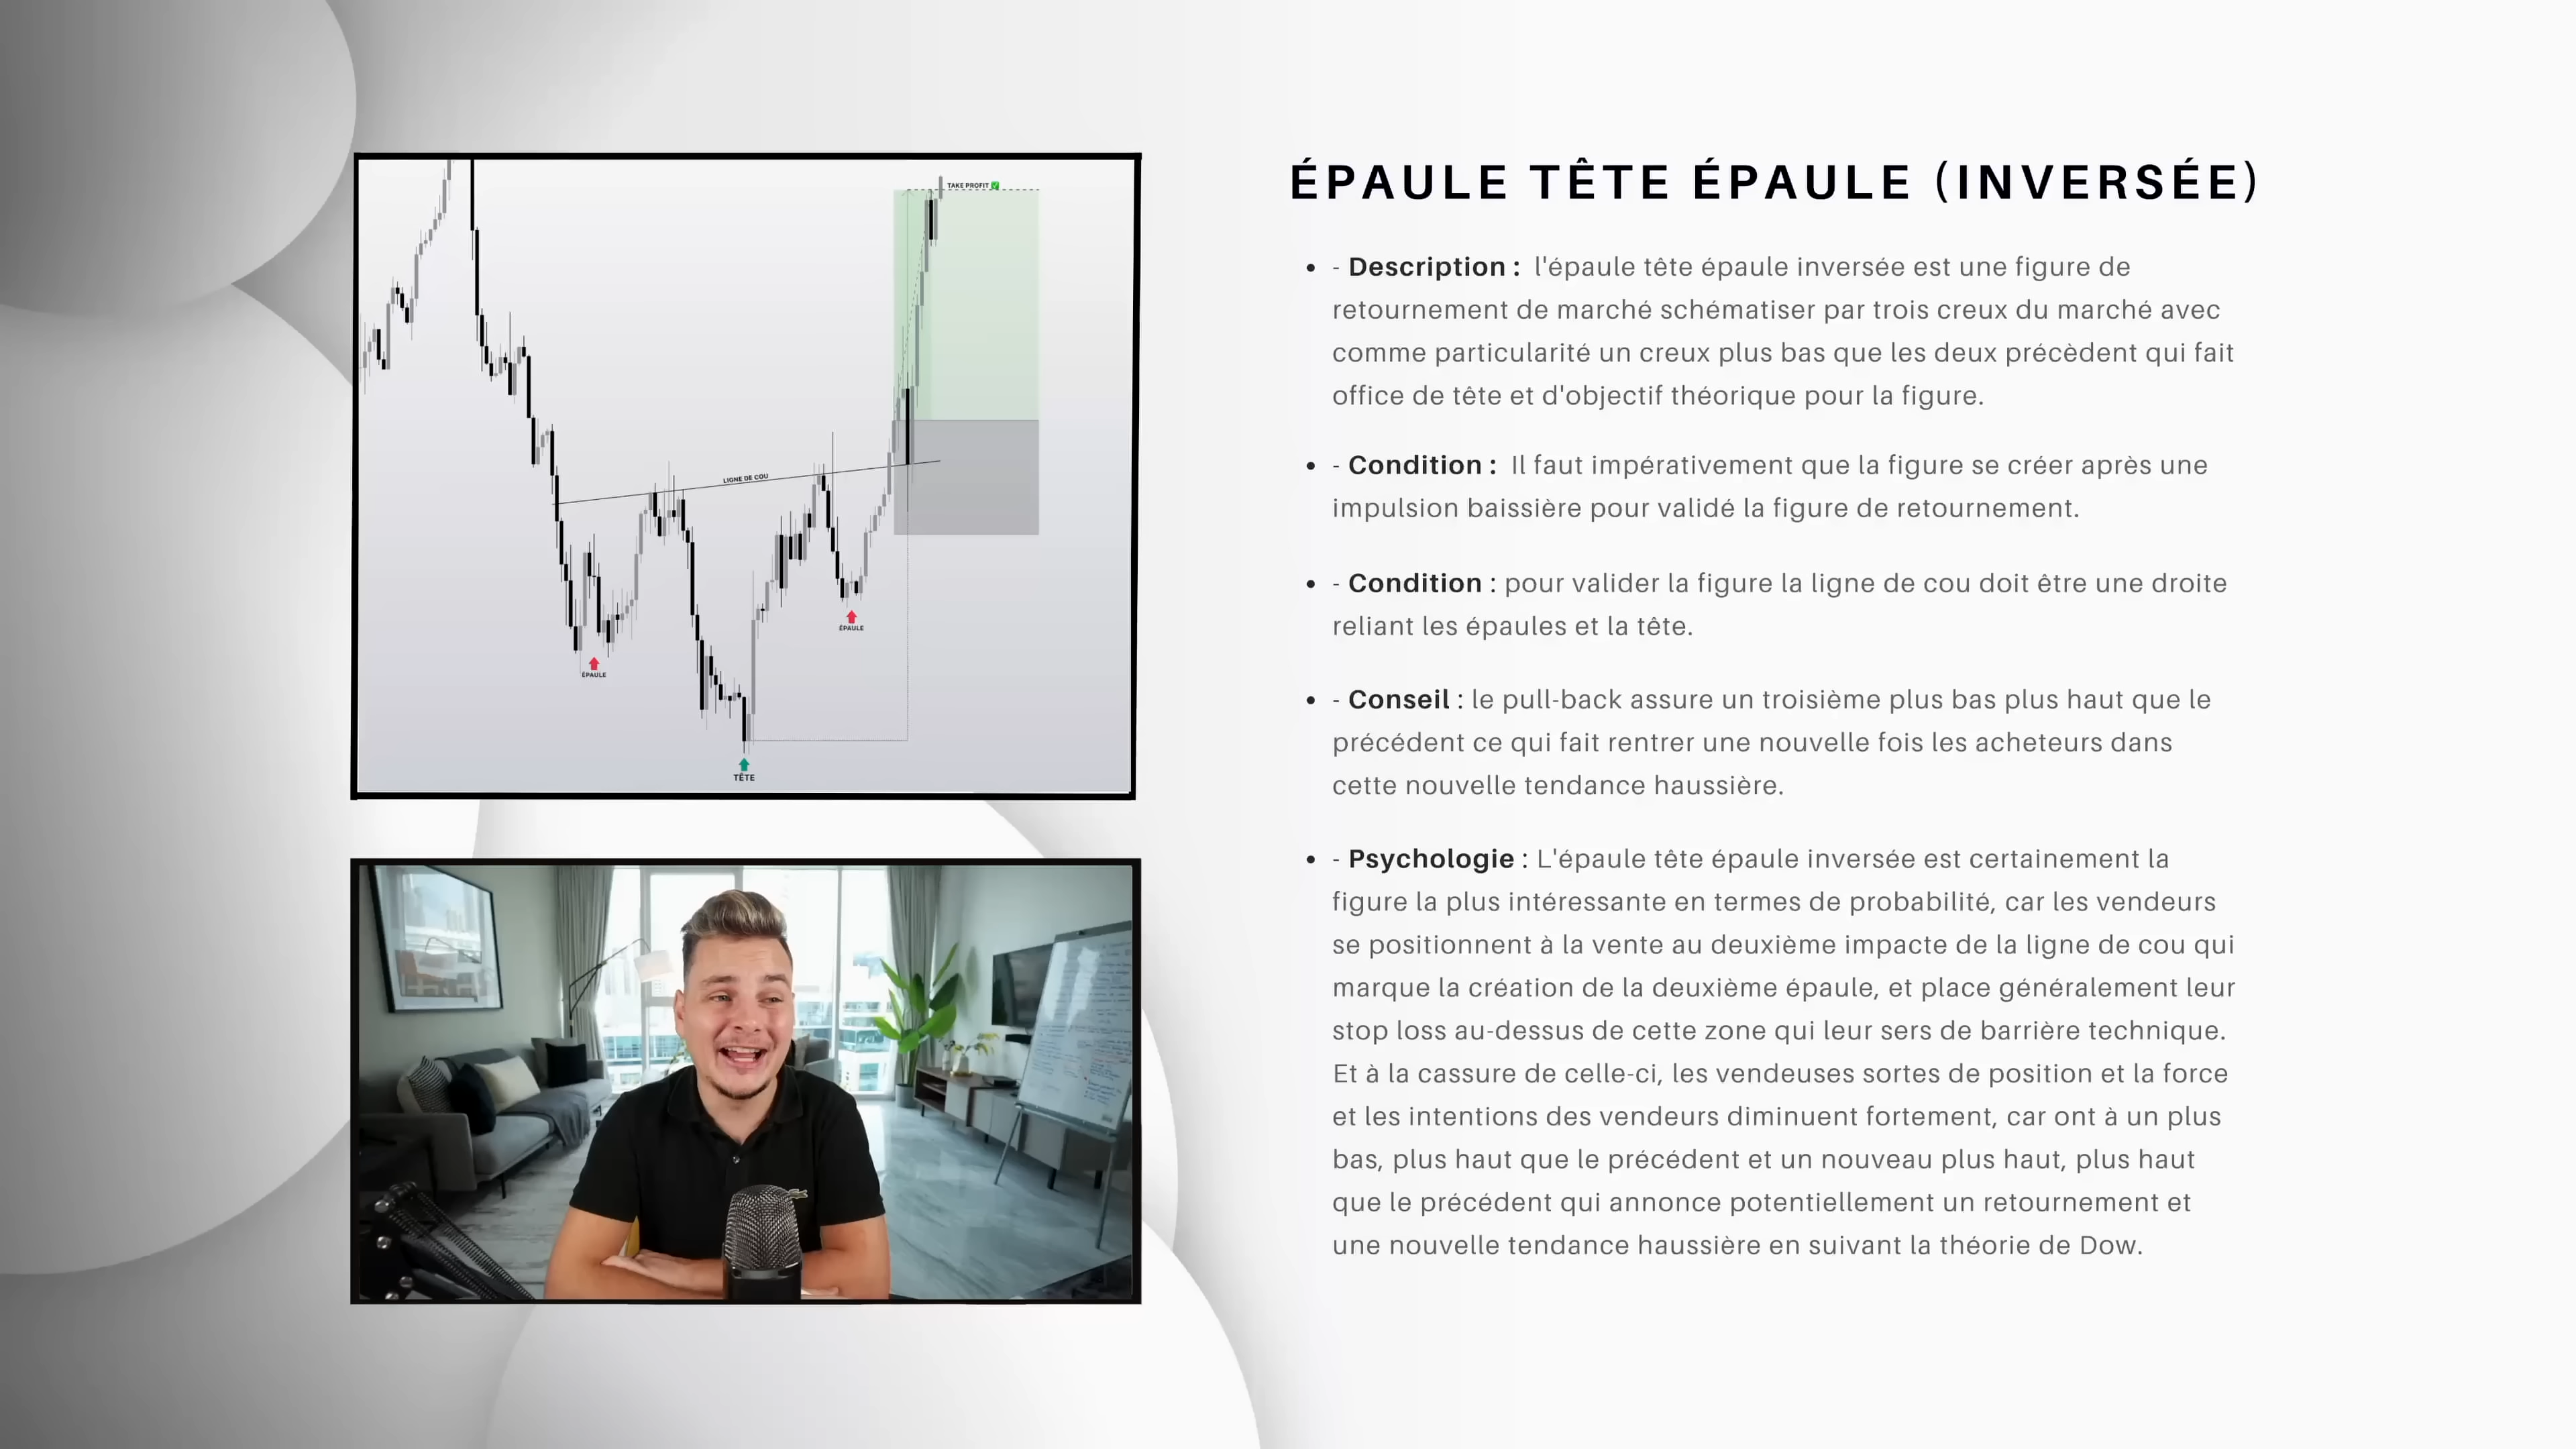 TAKE PROFIT
LIGNE DE COU
ÉPAULE
ÉPAULE
TÊTE
ÉPAULE TÊTE ÉPAULE (INVERSÉE)
- Description : l'épaule tête épaule inversée est une figure de
retournement de marché schématiser par trois creux du marché avec
comme particularité un creux plus bas que les deux précèdent qui fait
office de tête et d'objectif théorique pour la figure.
- Condition : Il faut impérativement que la figure se créer après une
impulsion baissière pour validé la figure de retournement.
- Condition : pour valider la figure la ligne de cou doit être une droite
reliant les épaules et la tête.
- Conseil : le pull-back assure un troisième plus bas plus haut que le
précédent ce qui fait rentrer une nouvelle fois les acheteurs dans
cette nouvelle tendance haussière.
- Psychologie : L'épaule tête épaule inversée est certainement la
figure la plus intéressante en termes de probabilité, car les vendeurs
se positionnent à la vente au deuxième impacte de la ligne de cou qui
marque la création de la deuxième épaule, et place généralement leur
stop loss au-dessus de cette zone qui leur sers de barrière technique.
Et à la cassure de celle-ci, les vendeuses sortes de position et la force
et les intentions des vendeurs diminuent fortement, car ont à un plus
bas, plus haut que le précédent et un nouveau plus haut, plus haut
que le précédent qui annonce potentiellement un retournement et
une nouvelle tendance haussière en suivant la théorie de Dow.